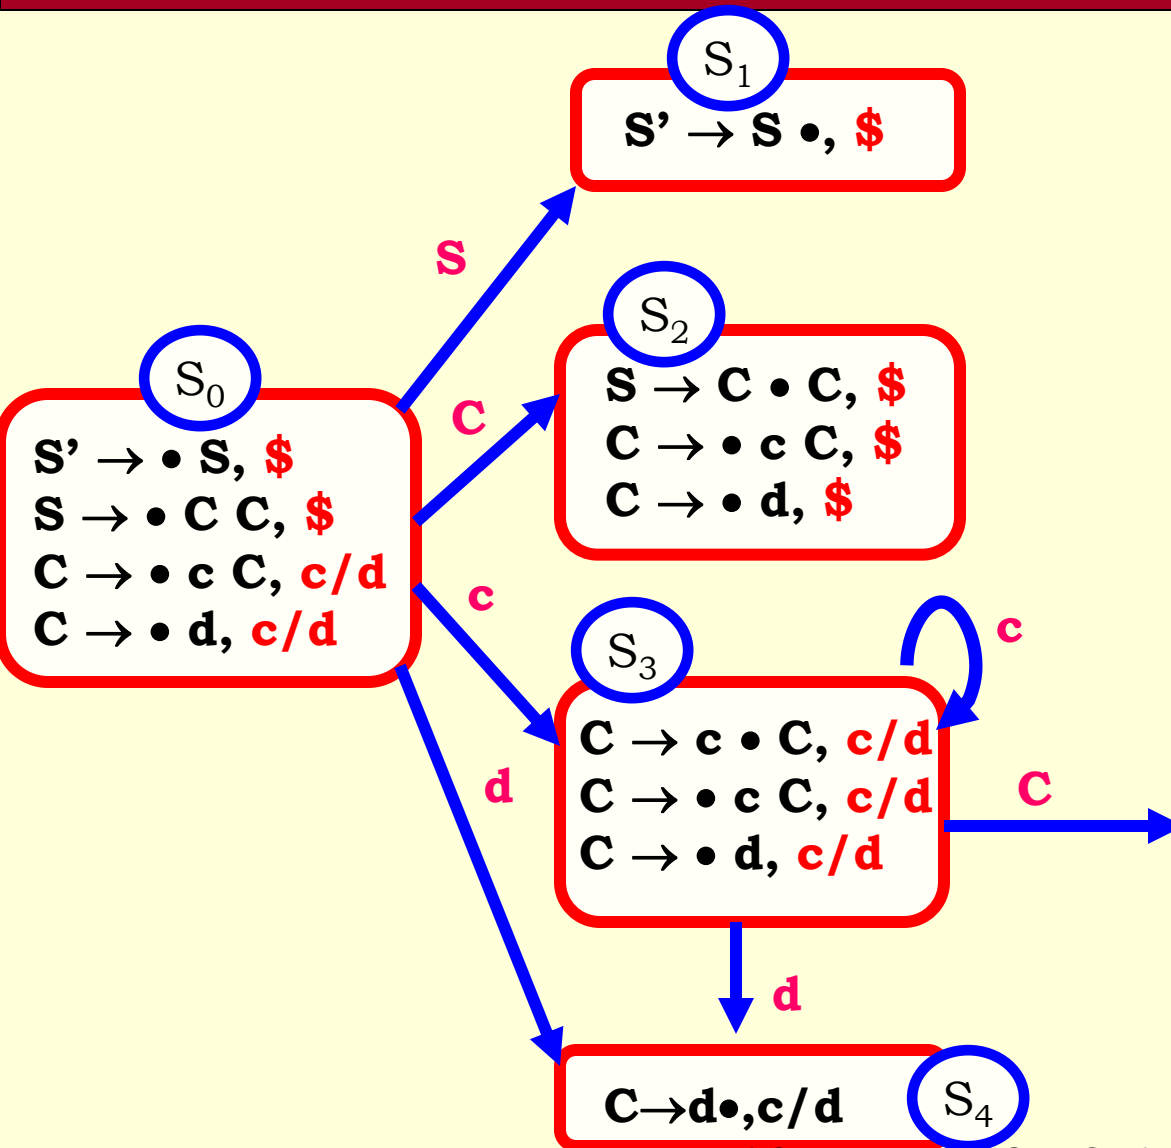 S₁
S’ → S •, $
S
S₂
S → C • C, $
C → • c C, $
C → • d, $
C
S₀
S’ → • S, $
S → • C C, $
C → • c C, c/d
C → • d, c/d
c
S₃
c
C → c • C, c/d
C → • c C, c/d
C → • d, c/d
C
d
d
C→d•,c/d
S₄